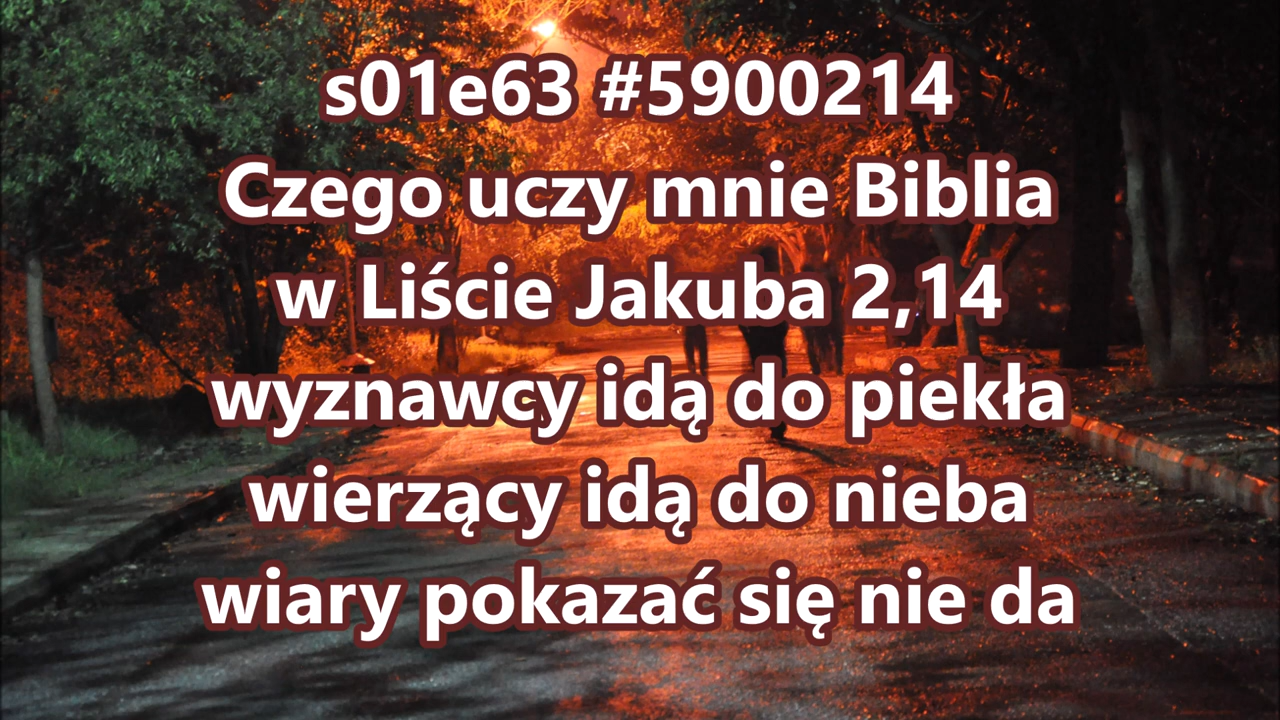 s01e63 #5900214
Czego uczy mnie Biblia
w Liście Jakuba 2,14
wyznawcy idą do piekła
wierzący idą do nieba
wiary pokazać się nie da